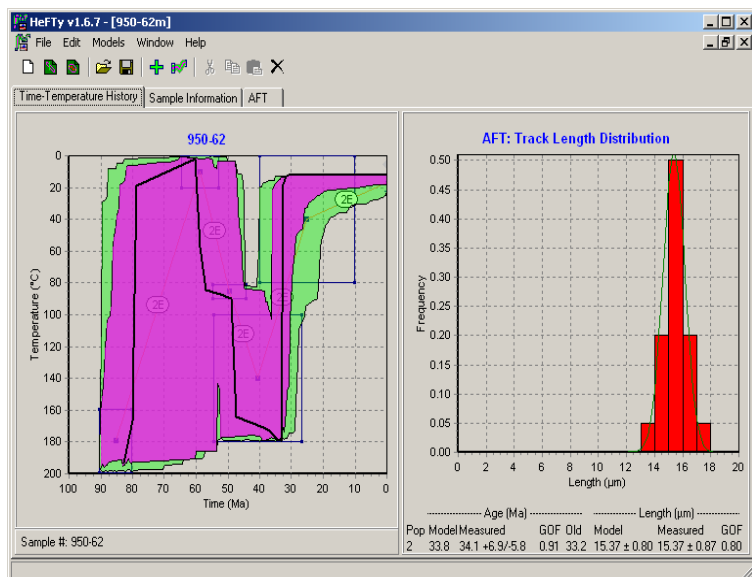 HeFTy v1.6.7 - [950-62m]
File Edit Models Window Help
Time-Temperature History Sample Information AFT
950-62
0
20
40
60
80
100
120
140
160
180
200
Temperature (°C)
2E
2E
2E
2E
2E
2E
100 90 80 70 60 50 40 30 20 10 0
Time (Ma)
Sample #: 950-62
AFT: Track Length Distribution
0.50
0.45
0.40
0.35
0.30
0.25
0.20
0.15
0.10
0.05
0.00
Frequency
0 2 4 6 8 10 12 14 16 18 20
Length (µm)
Age (Ma) Length (µm)
Pop Model Measured GOF Old Model Measured GOF
2 33.8 34.1 +6.9/-5.8 0.91 33.2 15.37 ± 0.80 15.37 ± 0.87 0.80